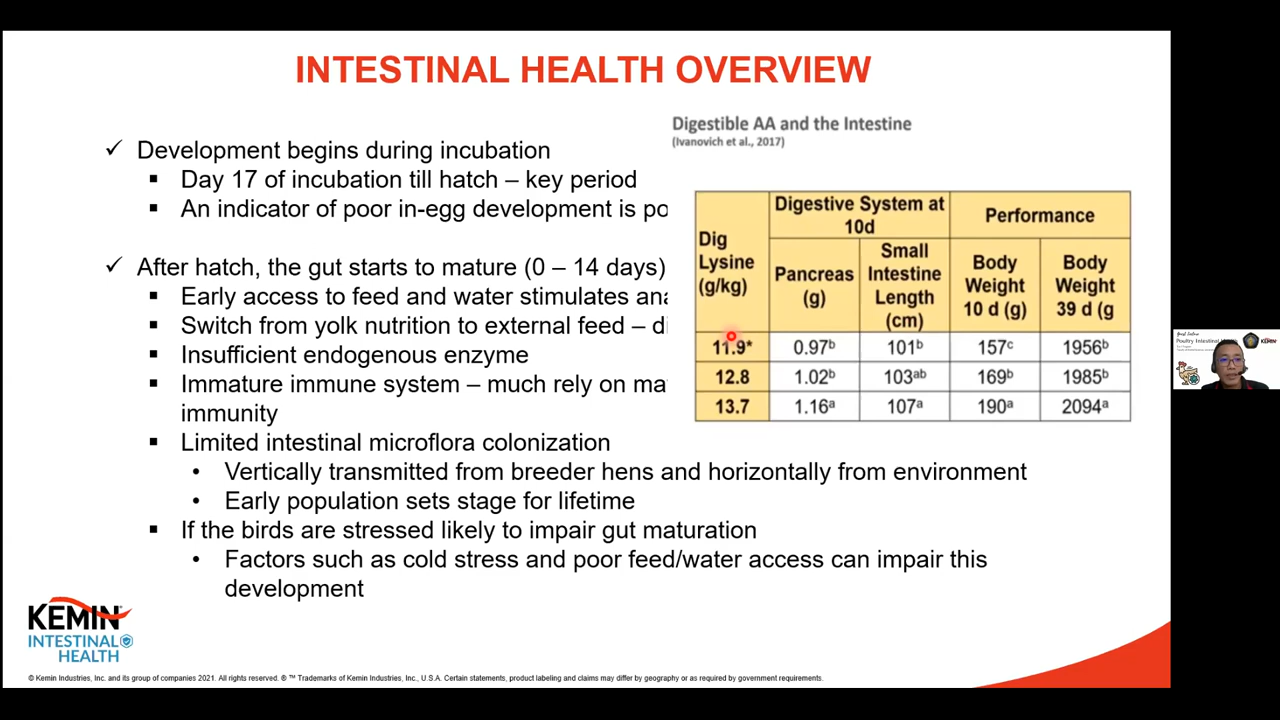 INTESTINAL HEALTH OVERVIEW
Digestible AA and the Intestine
(Ivanovich et al., 2017)
✓ Development begins during incubation
▪ Day 17 of incubation till hatch – key period
▪ An indicator of poor in-egg development is po
✓ After hatch, the gut starts to mature (0 – 14 days)
▪ Early access to feed and water stimulates ana
▪ Switch from yolk nutrition to external feed – di
▪ Insufficient endogenous enzyme
▪ Immature immune system – much rely on ma
immunity
▪ Limited intestinal microflora colonization
• Vertically transmitted from breeder hens and horizontally from environment
• Early population sets stage for lifetime
▪ If the birds are stressed likely to impair gut maturation
• Factors such as cold stress and poor feed/water access can impair this
development
Dig Lysine (g/kg) | Digestive System at 10d | Performance
Pancreas (g) | Small Intestine Length (cm) | Body Weight 10 d (g) | Body Weight 39 d (g
11.9* | 0.97ᵇ | 101ᵇ | 157ᶜ | 1956ᵇ
12.8 | 1.02ᵇ | 103ᵃᵇ | 169ᵇ | 1985ᵇ
13.7 | 1.16ᵃ | 107ᵃ | 190ᵃ | 2094ᵃ
Poultry Intestinal
KEMIN
KEMIN
INTESTINAL
HEALTH
© Kemin Industries, Inc. and its group of companies 2021. All rights reserved. ® ™ Trademarks of Kemin Industries, Inc., U.S.A. Certain statements, product labeling and claims may differ by geography or as required by government requirements.